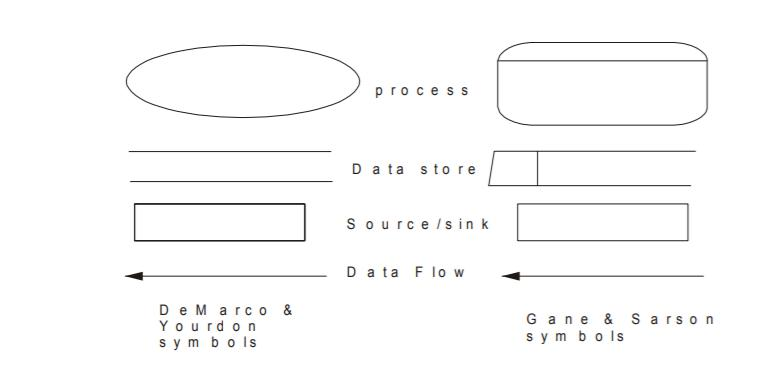 process
Data store
Source/sink
Data Flow
DeMarco &
Yourdon
symbols
Gane & Sarson
symbols